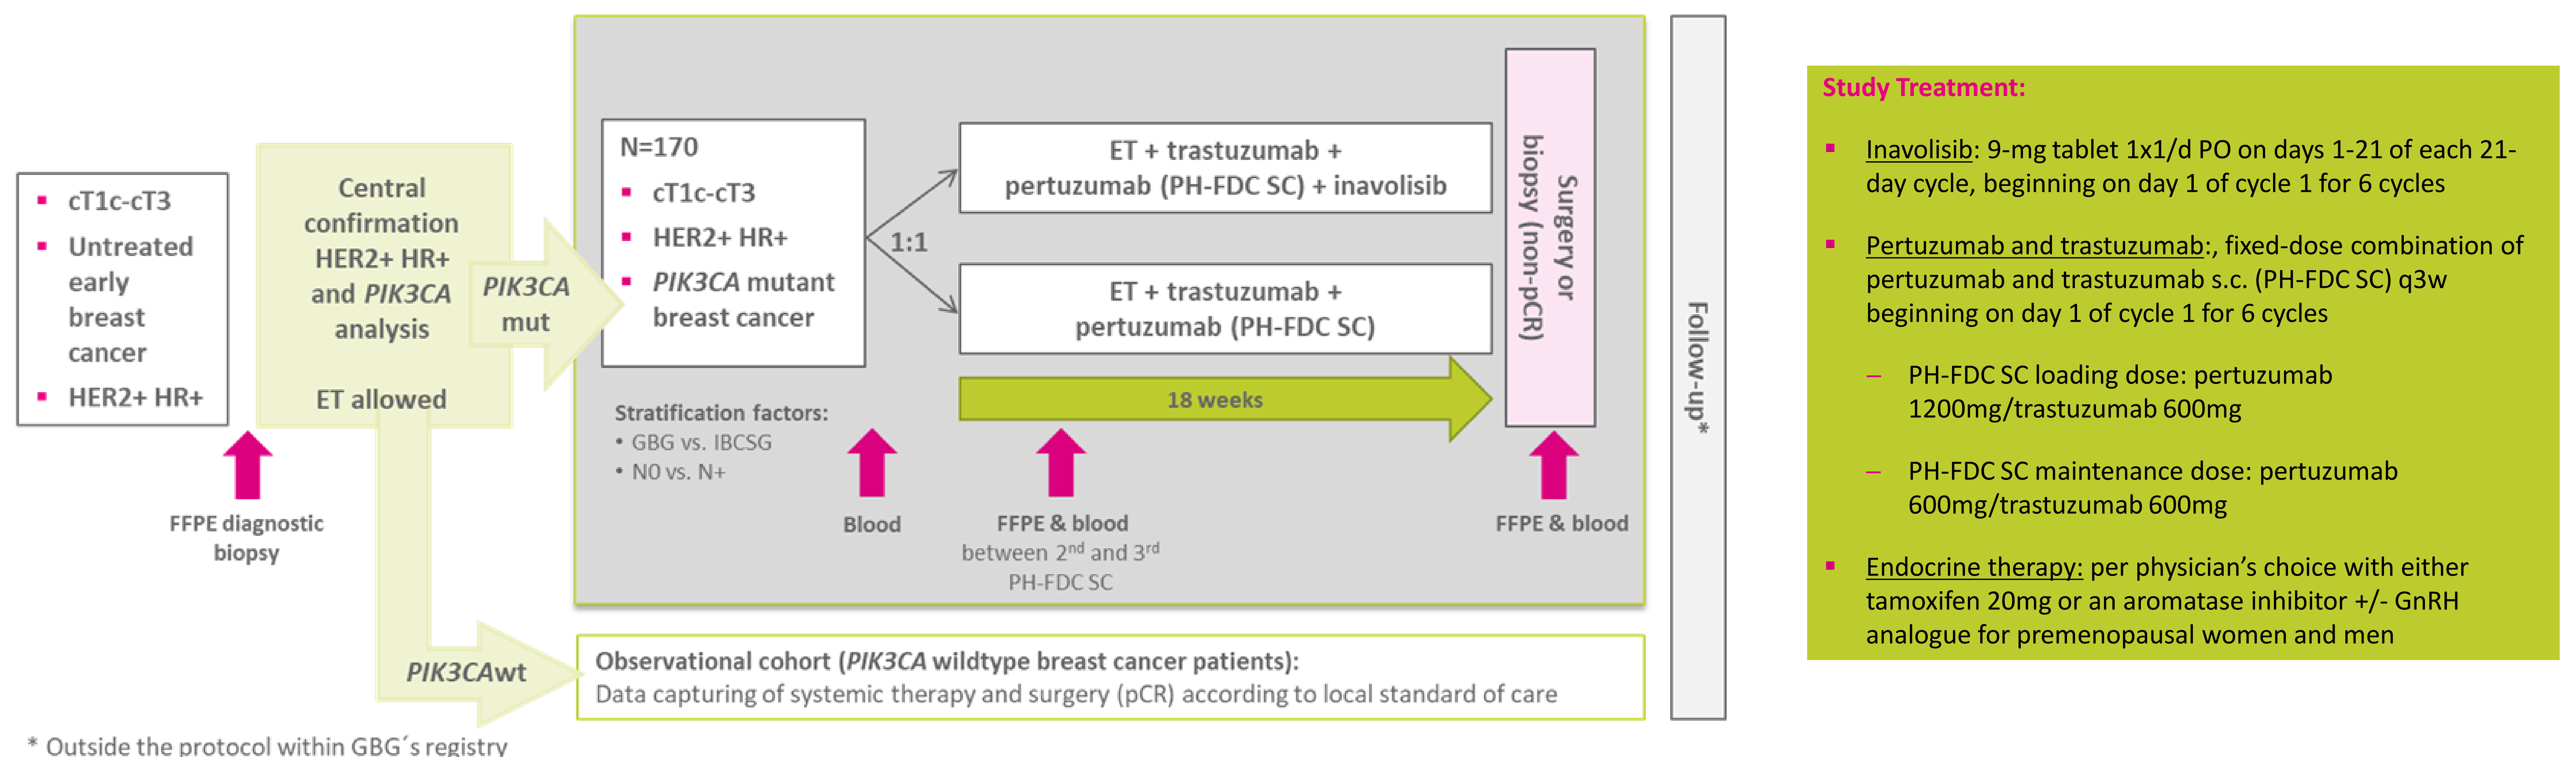 ▪ cT1c-cT3
▪ Untreated
early
breast
cancer
▪ HER2+ HR+
FFPE diagnostic
biopsy
Central
confirmation
HER2+ HR+
and PIK3CA
analysis
ET allowed
PIK3CA
mut
PIK3CAwt
N=170
▪ cT1c-cT3
▪ HER2+ HR+
▪ PIK3CA mutant
breast cancer
Stratification factors:
• GBG vs. IBCSG
• N0 vs. N+
1:1
ET + trastuzumab +
pertuzumab (PH-FDC SC) + inavolisib
ET + trastuzumab +
pertuzumab (PH-FDC SC)
18 weeks
Blood
FFPE & blood
between 2nd and 3rd
PH-FDC SC
Surgery or
biopsy (non-pCR)
FFPE & blood
Observational cohort (PIK3CA wildtype breast cancer patients):
Data capturing of systemic therapy and surgery (pCR) according to local standard of care
Follow-up*
* Outside the protocol within GBG´s registry
Study Treatment:
▪ Inavolisib: 9-mg tablet 1x1/d PO on days 1-21 of each 21-
day cycle, beginning on day 1 of cycle 1 for 6 cycles
▪ Pertuzumab and trastuzumab:, fixed-dose combination of
pertuzumab and trastuzumab s.c. (PH-FDC SC) q3w
beginning on day 1 of cycle 1 for 6 cycles
– PH-FDC SC loading dose: pertuzumab
1200mg/trastuzumab 600mg
– PH-FDC SC maintenance dose: pertuzumab
600mg/trastuzumab 600mg
▪ Endocrine therapy: per physician’s choice with either
tamoxifen 20mg or an aromatase inhibitor +/- GnRH
analogue for premenopausal women and men